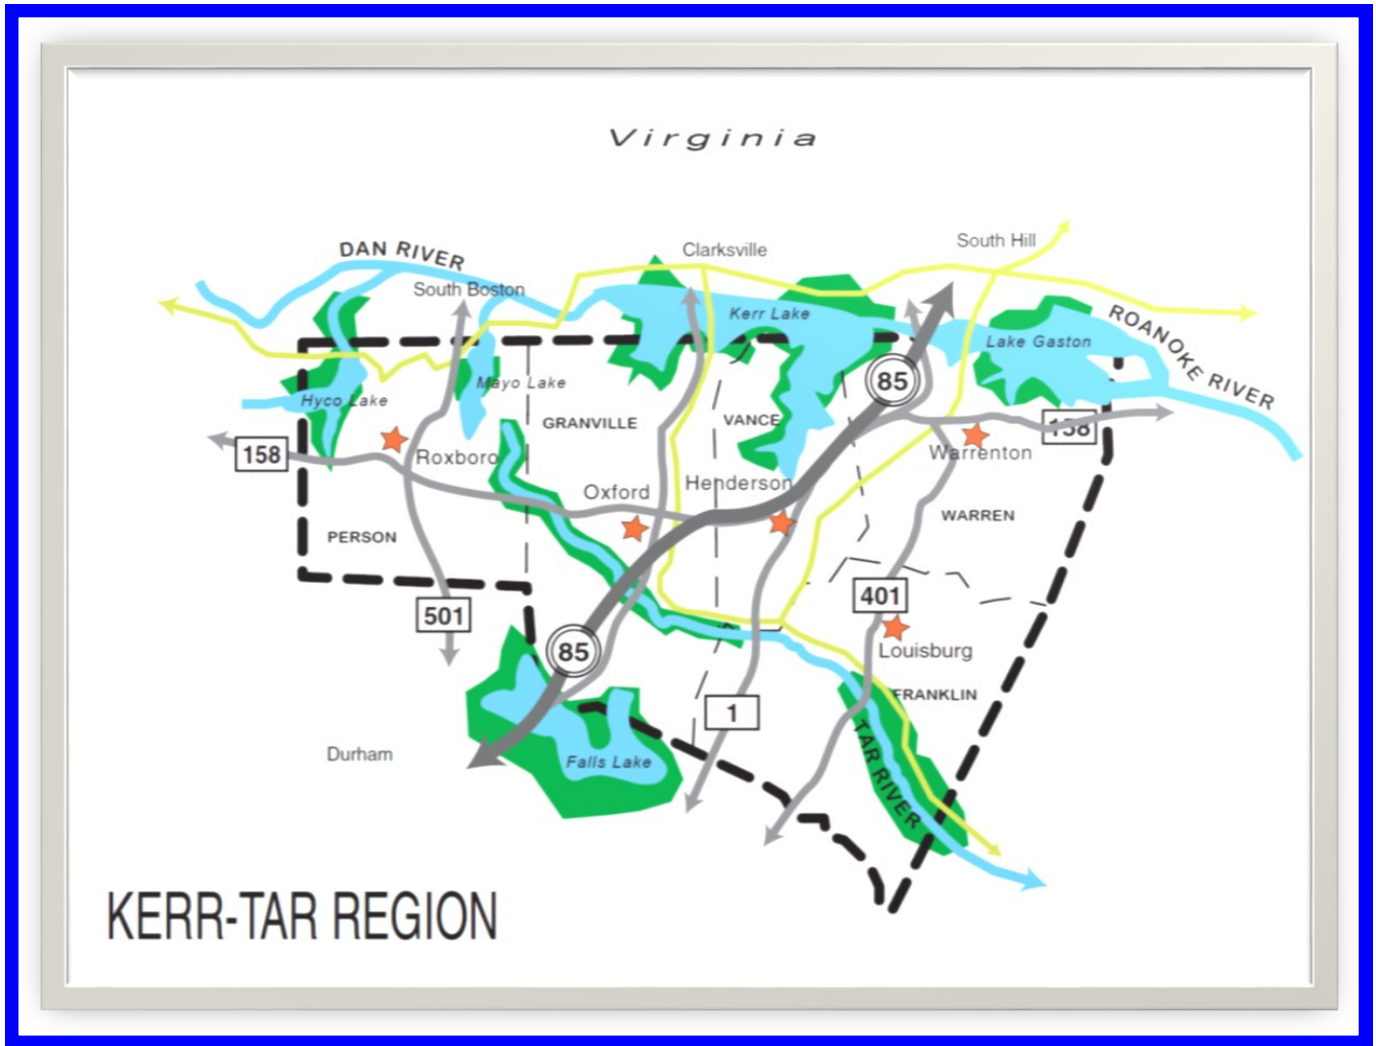 Virginia
DAN RIVER
Clarksville
South Hill
South Boston
Kerr Lake
ROANOKE RIVER
Lake Gaston
85
Mayo Lake
Hyco Lake
GRANVILLE
VANCE
158
158
Roxboro
Warrenton
Oxford
Henderson
PERSON
WARREN
501
401
85
Louisburg
FRANKLIN
1
TAR RIVER
Durham
Falls Lake
KERR-TAR REGION